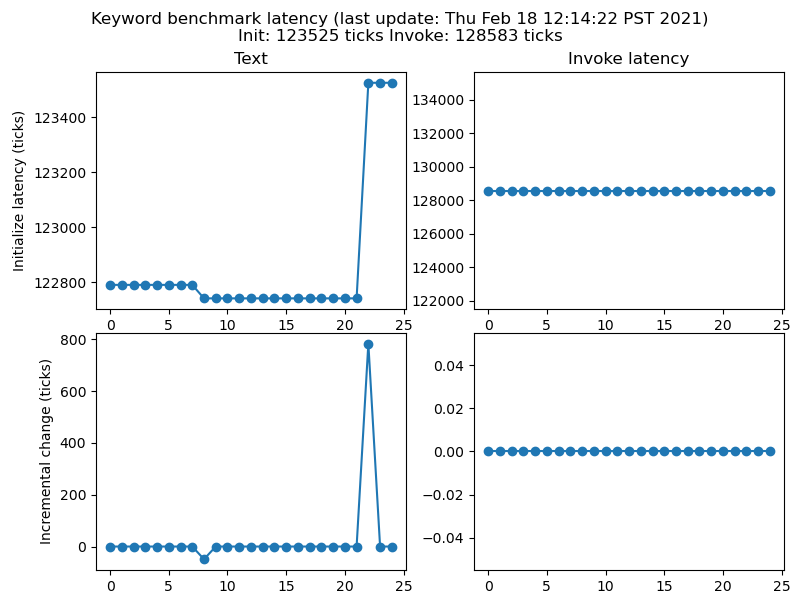 Keyword benchmark latency (last update: Thu Feb 18 12:14:22 PST 2021)
Init: 123525 ticks Invoke: 128583 ticks
Text
Initialize latency (ticks)
123400
123200
123000
122800
0 5 10 15 20 25
Invoke latency
134000
132000
130000
128000
126000
124000
122000
0 5 10 15 20 25
Incremental change (ticks)
800
600
400
200
0
0 5 10 15 20 25
0.04
0.02
0.00
−0.02
−0.04
0 5 10 15 20 25